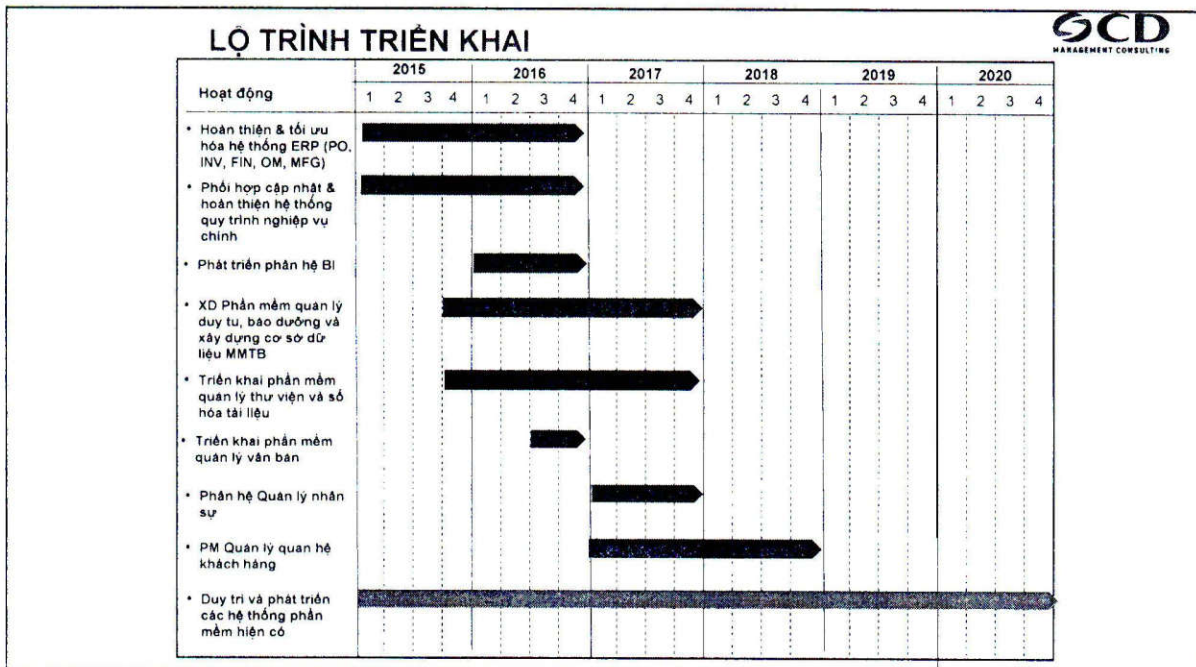 LỘ TRÌNH TRIỂN KHAI
OCD
MANAGEMENT CONSULTING
Hoạt động
2015 2016 2017 2018 2019 2020
1 2 3 4 1 2 3 4 1 2 3 4 1 2 3 4 1 2 3 4 1 2 3 4
• Hoàn thiện & tối ưu
hóa hệ thống ERP (PO,
INV, FIN, OM, MFG)
• Phối hợp cập nhật &
hoàn thiện hệ thống
quy trình nghiệp vụ
chính
• Phát triển phân hệ BI
• XD Phần mềm quản lý
duy tu, bảo dưỡng và
xây dựng cơ sở dữ
liệu MMTB
• Triển khai phần mềm
quản lý thư viện và số
hóa tài liệu
• Triển khai phần mềm
quản lý văn bản
• Phân hệ Quản lý nhân
sự
• PM Quản lý quan hệ
khách hàng
• Duy trì và phát triển
các hệ thống phần
mềm hiện có